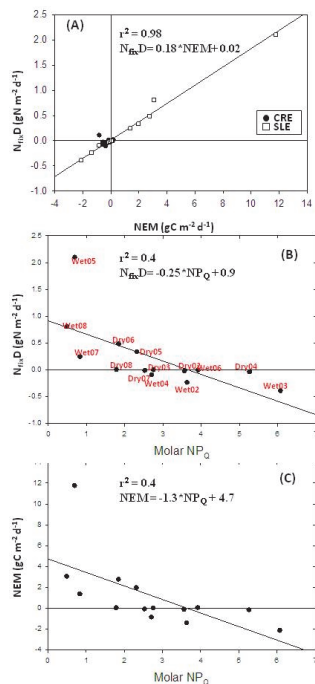 (A)
r² = 0.98
NfixD = 0.18*NEM+0.02
NfixD (gN m⁻² d⁻¹)
2.5
2.0
1.5
1.0
0.5
0.0
-0.5
-1.0
CRE
SLE
-4 -2 0 2 4 6 8 10 12 14
NEM (gC m⁻² d⁻¹)
(B)
r² = 0.4
NfixD = -0.25*NPQ + 0.9
NfixD (gN m⁻² d⁻¹)
2.5
2.0
1.5
1.0
0.5
0.0
-0.5
-1.0
Wet05
Wet08
Dry06
Wet07
Dry05
Dry08
Dry03
Wet06
Dry04
Dry07
Wet04
Wet02
Wet03
0 1 2 3 4 5 6 7
Molar NPQ
(C)
r² = 0.4
NEM = -1.3*NPQ + 4.7
NEM (gC m⁻² d⁻¹)
12
10
8
6
4
2
0
-2
-4
0 1 2 3 4 5 6 7
Molar NPQ